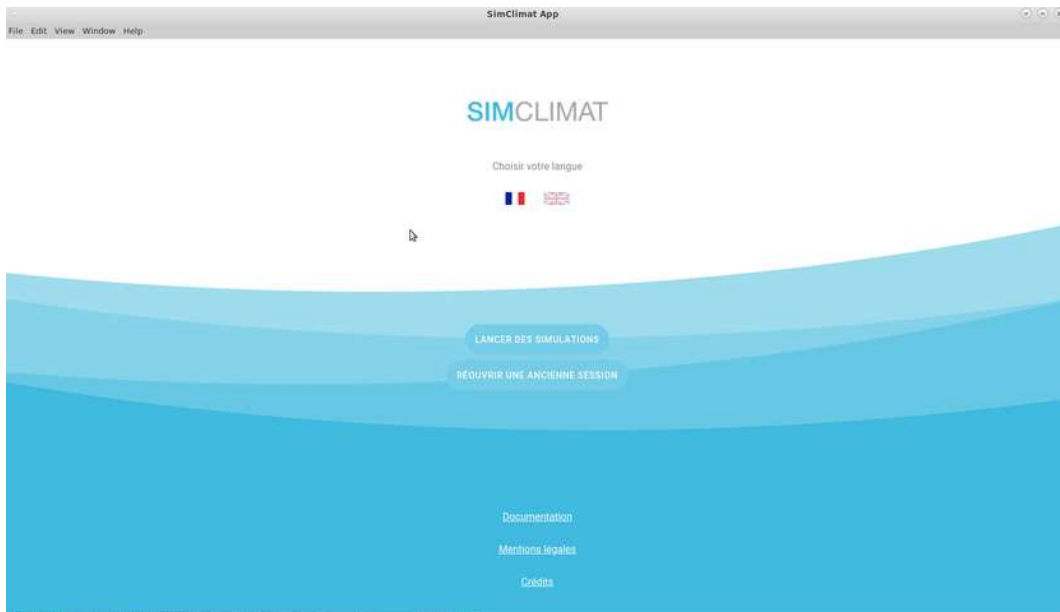 SimClimat App
File Edit View Window Help
SIMCLIMAT
Choisir votre langue
LANCER DES SIMULATIONS
RÉOUVRIR UNE ANCIENNE SESSION
Documentation
Mentions légales
Crédits